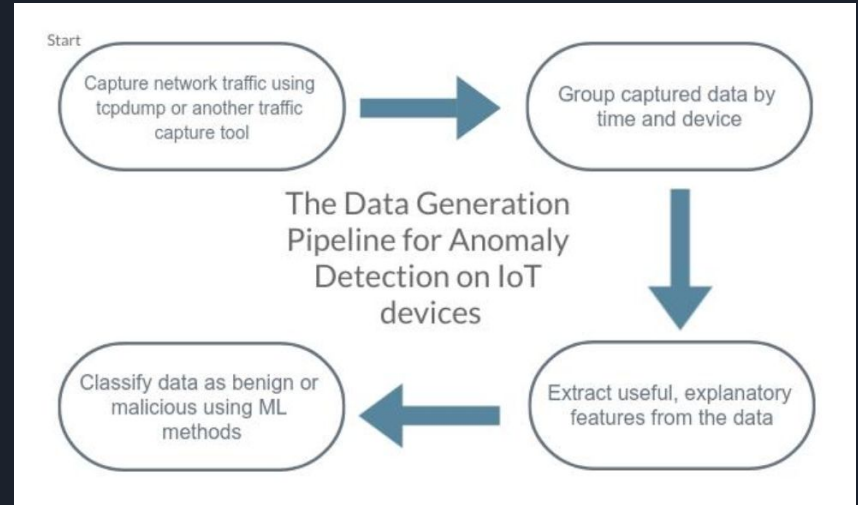 Start
Capture network traffic using
tcpdump or another traffic
capture tool
Group captured data by
time and device
The Data Generation
Pipeline for Anomaly
Detection on IoT
devices
Extract useful, explanatory
features from the data
Classify data as benign or
malicious using ML
methods